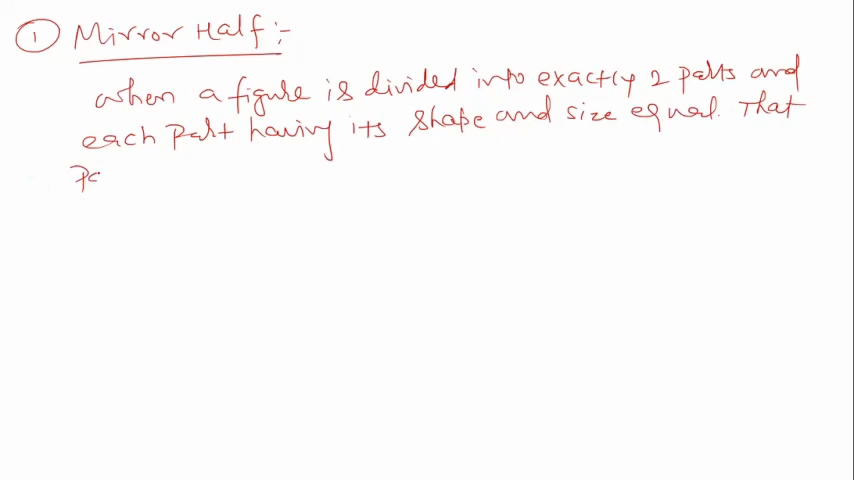 ① Mirror Half :-
when a figure is divided into exactly 2 parts and
each part having its shape and size equal. That
Pa